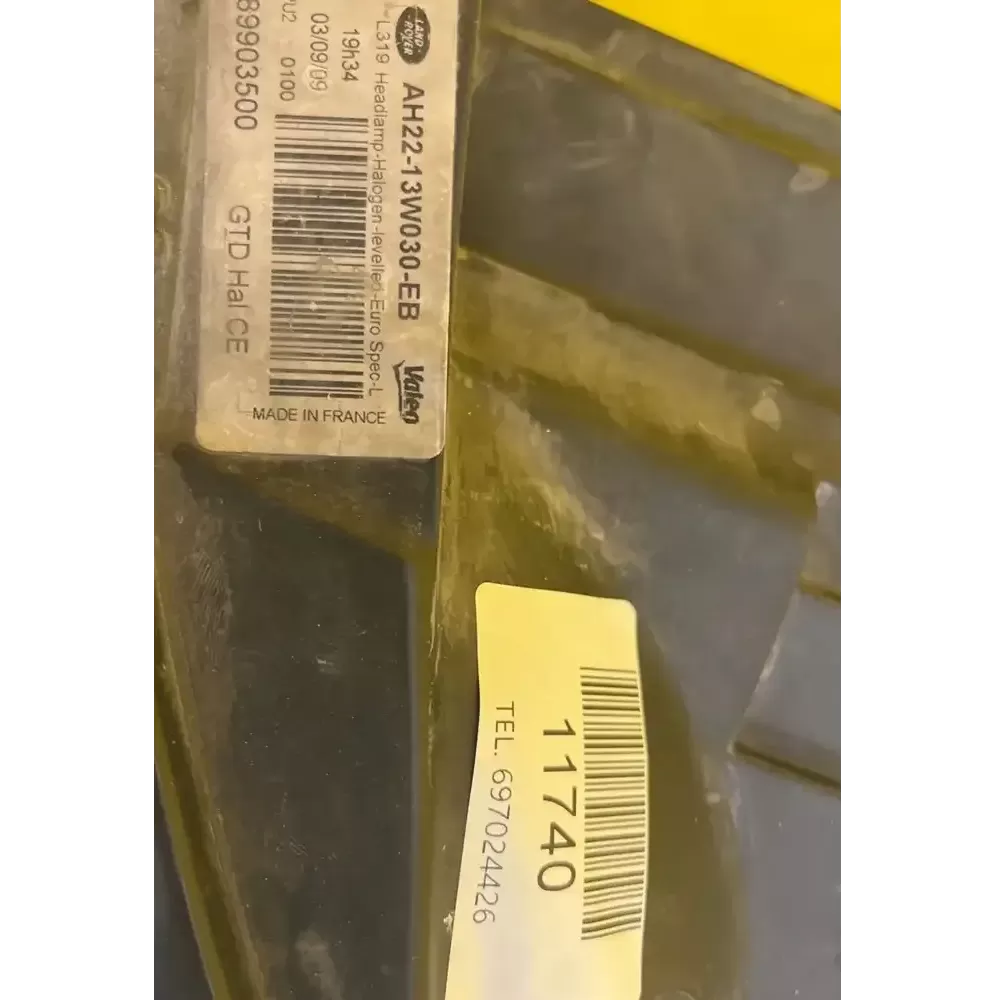 LAND-
ROVER
AH22-13W030-EB
L319 Headlamp-Halogen-levelled-Euro Spec-L
19h34
03/09/09
0100
89903500
GTD Hal CE
Valeo
MADE IN FRANCE
11740
TEL. 697024426